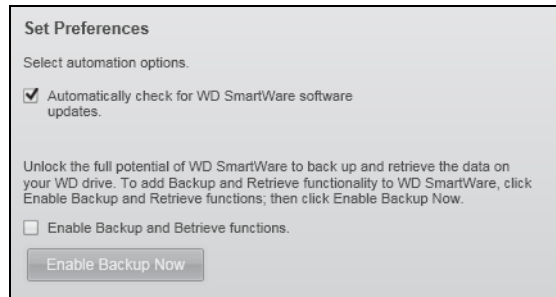 Set Preferences
Select automation options.
Automatically check for WD SmartWare software
updates.
Unlock the full potential of WD SmartWare to back up and retrieve the data on
your WD drive. To add Backup and Retrieve functionality to WD SmartWare, click
Enable Backup and Retrieve functions; then click Enable Backup Now.
Enable Backup and Betrieve functions.
Enable Backup Now